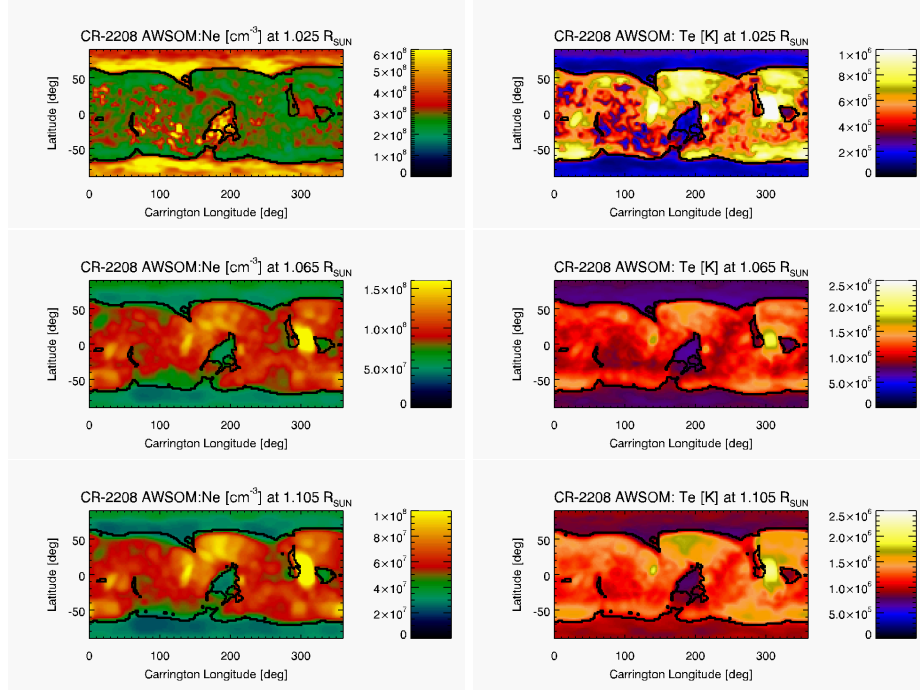 CR-2208 AWSOM:Ne [cm⁻³] at 1.025 R_SUN
Latitude [deg]
50
0
-50
0 100 200 300
Carrington Longitude [deg]
6×10⁸
5×10⁸
4×10⁸
3×10⁸
2×10⁸
1×10⁸
0
CR-2208 AWSOM: Te [K] at 1.025 R_SUN
Latitude [deg]
50
0
-50
0 100 200 300
Carrington Longitude [deg]
1×10⁶
8×10⁵
6×10⁵
4×10⁵
2×10⁵
0
CR-2208 AWSOM:Ne [cm⁻³] at 1.065 R_SUN
Latitude [deg]
50
0
-50
0 100 200 300
Carrington Longitude [deg]
1.5×10⁸
1.0×10⁸
5.0×10⁷
0
CR-2208 AWSOM: Te [K] at 1.065 R_SUN
Latitude [deg]
50
0
-50
0 100 200 300
Carrington Longitude [deg]
2.5×10⁶
2.0×10⁶
1.5×10⁶
1.0×10⁶
5.0×10⁵
0
CR-2208 AWSOM:Ne [cm⁻³] at 1.105 R_SUN
Latitude [deg]
50
0
-50
0 100 200 300
Carrington Longitude [deg]
1×10⁸
8×10⁷
6×10⁷
4×10⁷
2×10⁷
0
CR-2208 AWSOM: Te [K] at 1.105 R_SUN
Latitude [deg]
50
0
-50
0 100 200 300
Carrington Longitude [deg]
2.5×10⁶
2.0×10⁶
1.5×10⁶
1.0×10⁶
5.0×10⁵
0